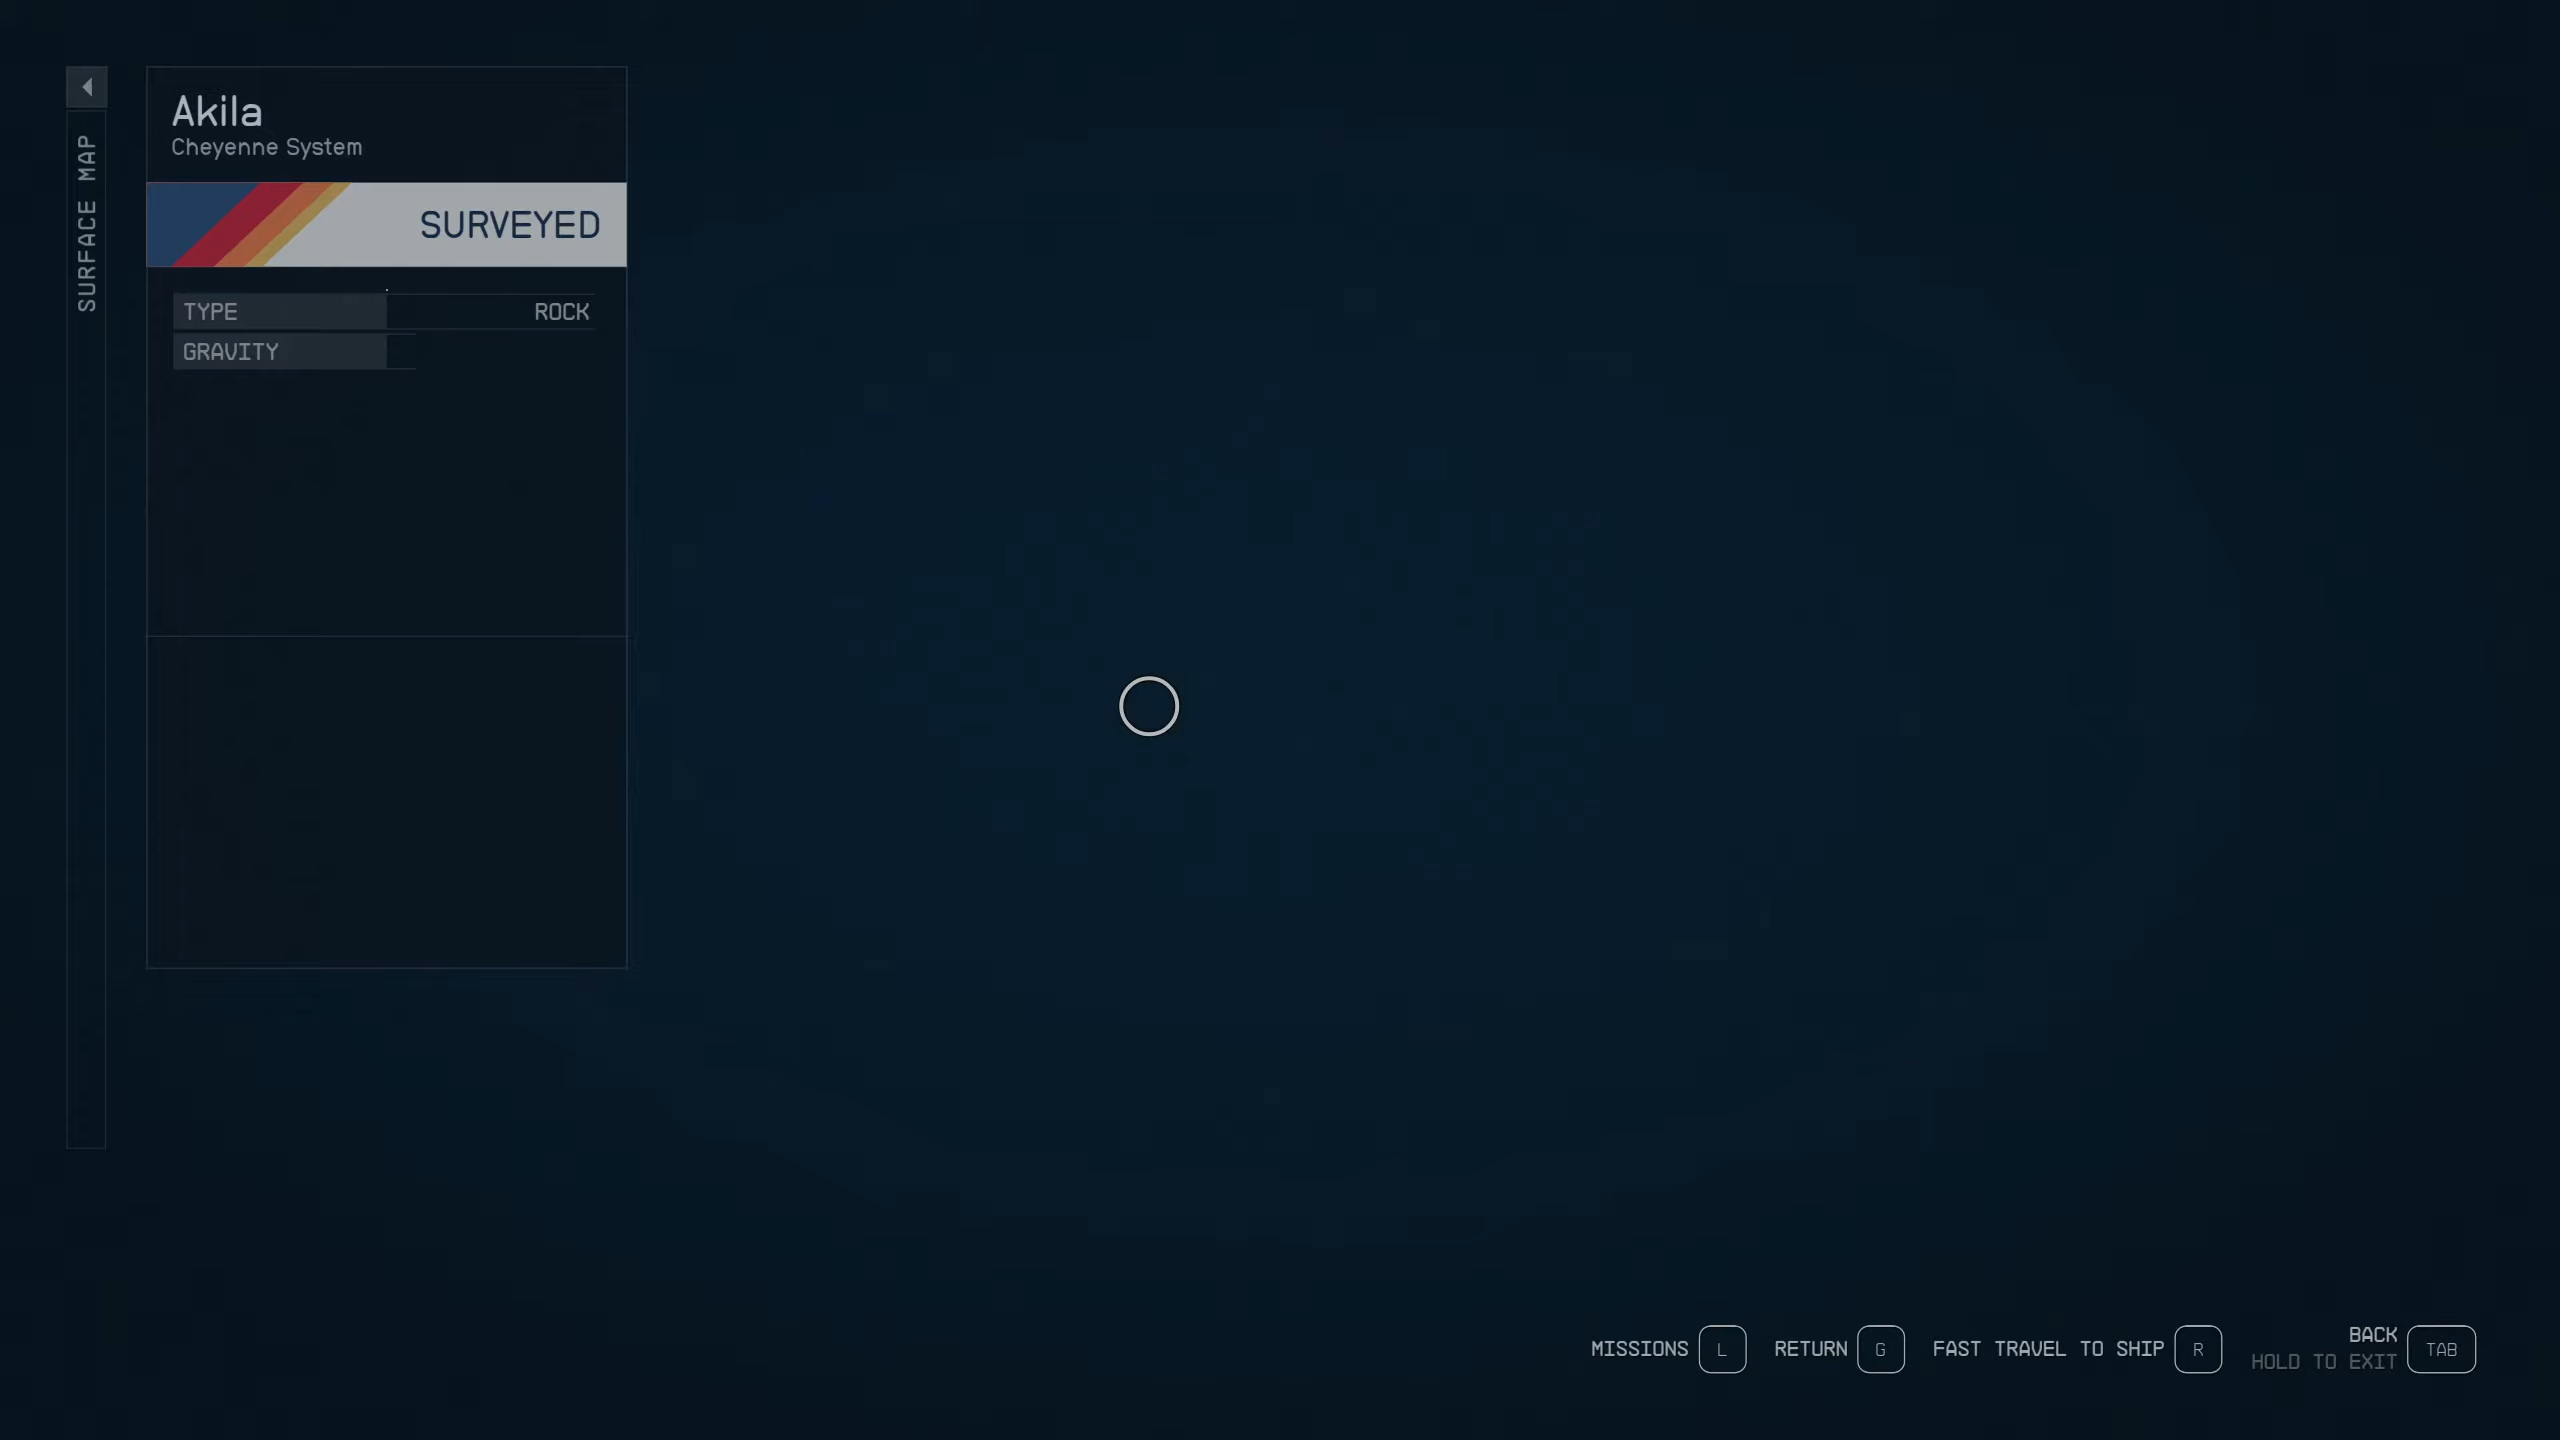 SURFACE MAP
Akila
Cheyenne System
SURVEYED
TYPE ROCK
GRAVITY
MISSIONS L RETURN G FAST TRAVEL TO SHIP R BACK TAB
HOLD TO EXIT